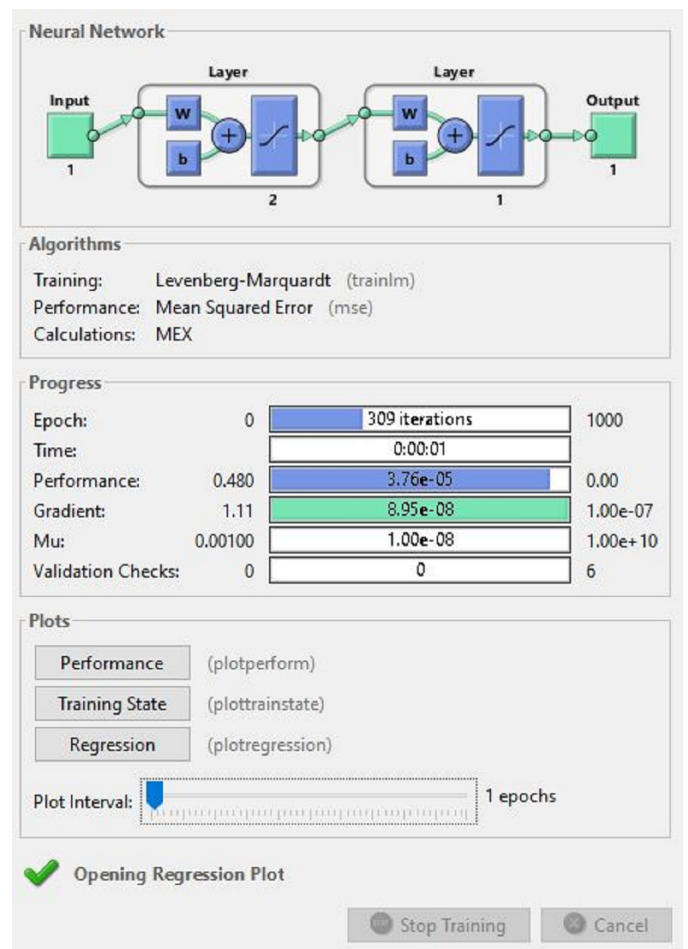 Neural Network
Layer Layer
Input W W Output
b b
1 2 1 1
Algorithms
Training: Levenberg-Marquardt (trainlm)
Performance: Mean Squared Error (mse)
Calculations: MEX
Progress
Epoch: 0 309 iterations 1000
Time: 0:00:01
Performance: 0.480 3.76e-05 0.00
Gradient: 1.11 8.95e-08 1.00e-07
Mu: 0.00100 1.00e-08 1.00e+10
Validation Checks: 0 0 6
Plots
Performance (plotperform)
Training State (plottrainstate)
Regression (plotregression)
Plot Interval: 1 epochs
Opening Regression Plot
Stop Training Cancel